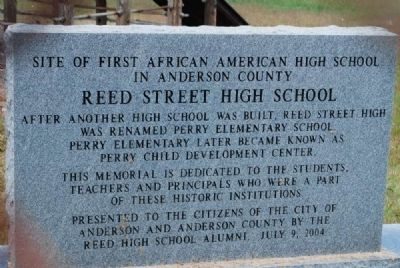 SITE OF FIRST AFRICAN AMERICAN HIGH SCHOOL
IN ANDERSON COUNTY
REED STREET HIGH SCHOOL
AFTER ANOTHER HIGH SCHOOL WAS BUILT, REED STREET HIGH
WAS RENAMED PERRY ELEMENTARY SCHOOL.
PERRY ELEMENTARY LATER BECAME KNOWN AS
PERRY CHILD DEVELOPMENT CENTER.
THIS MEMORIAL IS DEDICATED TO THE STUDENTS,
TEACHERS AND PRINCIPALS WHO WERE A PART
OF THESE HISTORIC INSTITUTIONS
PRESENTED TO THE CITIZENS OF THE CITY OF
ANDERSON AND ANDERSON COUNTY BY THE
REED HIGH SCHOOL ALUMNI, JULY 9, 2004